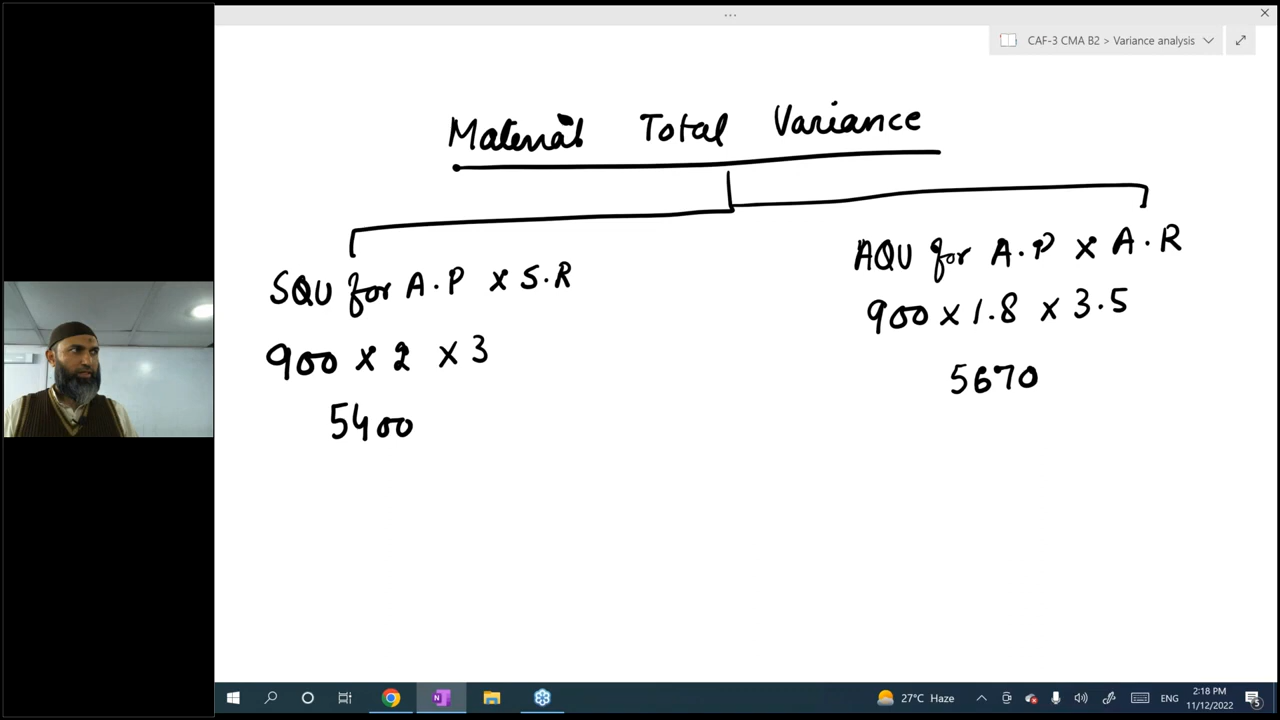 CAF-3 CMA B2 > Variance analysis
Material Total Variance
SQU for A.P x S.R
900 x 2 x 3
5400
AQU for A.P x A.R
900 x 1.8 x 3.5
5670
27°C Haze
ENG
2:18 PM
11/12/2022
5